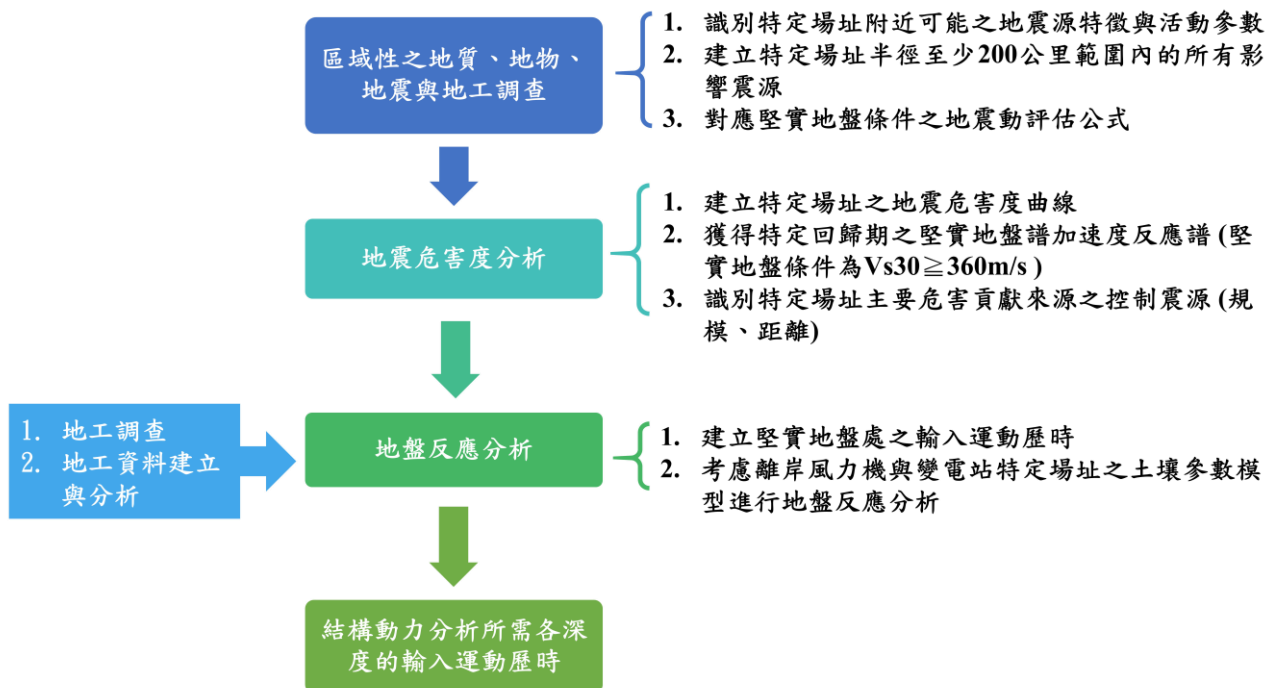 區域性之地質、地物、
地震與地工調查
1. 識別特定場址附近可能之地震源特徵與活動參數
2. 建立特定場址半徑至少200公里範圍內的所有影
響震源
3. 對應堅實地盤條件之地震動評估公式
地震危害度分析
1. 建立特定場址之地震危害度曲線
2. 獲得特定回歸期之堅實地盤譜加速度反應譜 (堅
實地盤條件為Vs30≧360m/s )
3. 識別特定場址主要危害貢獻來源之控制震源 (規
模、距離)
1. 地工調查
2. 地工資料建立
與分析
地盤反應分析
1. 建立堅實地盤處之輸入運動歷時
2. 考慮離岸風力機與變電站特定場址之土壤參數模
型進行地盤反應分析
結構動力分析所需各深
度的輸入運動歷時